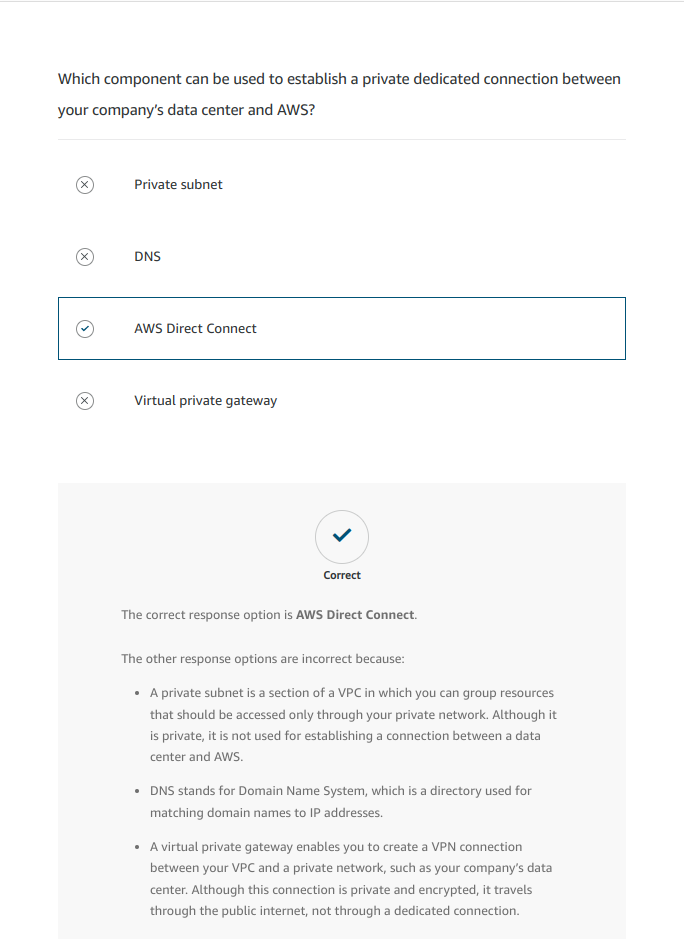 Which component can be used to establish a private dedicated connection between
your company’s data center and AWS?
Private subnet
DNS
AWS Direct Connect
Virtual private gateway
Correct
The correct response option is AWS Direct Connect.
The other response options are incorrect because:
• A private subnet is a section of a VPC in which you can group resources
that should be accessed only through your private network. Although it
is private, it is not used for establishing a connection between a data
center and AWS.
• DNS stands for Domain Name System, which is a directory used for
matching domain names to IP addresses.
• A virtual private gateway enables you to create a VPN connection
between your VPC and a private network, such as your company’s data
center. Although this connection is private and encrypted, it travels
through the public internet, not through a dedicated connection.